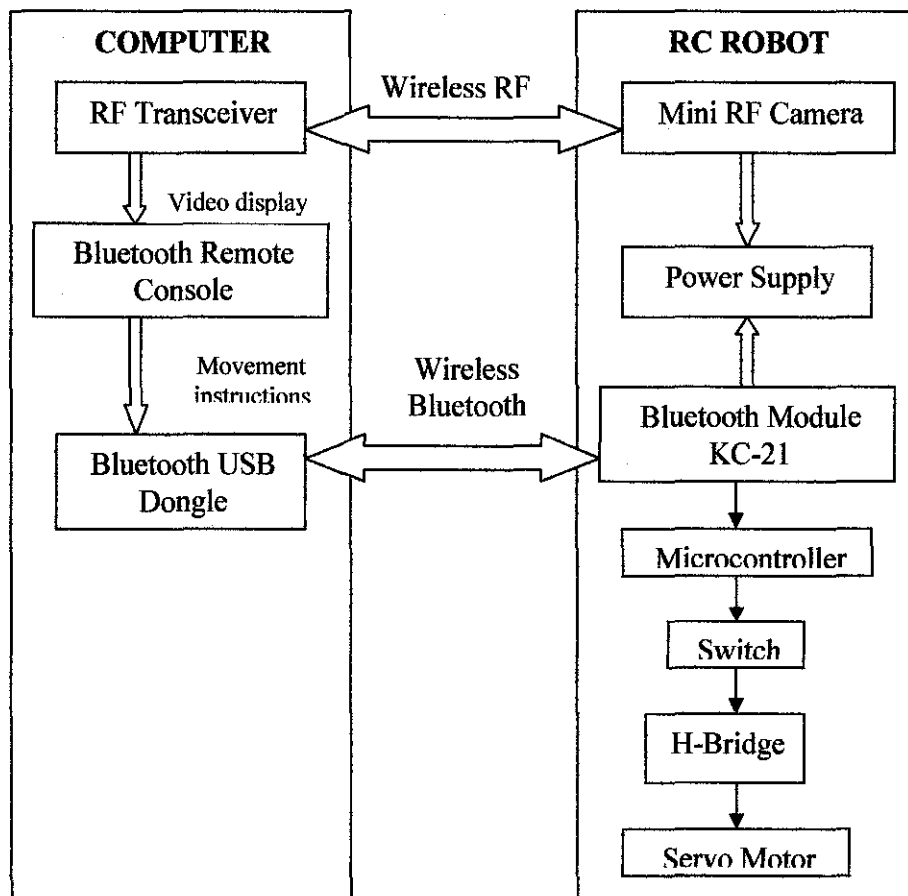 COMPUTER
RF Transceiver
Video display
Bluetooth Remote
Console
Movement
instructions
Bluetooth USB
Dongle
Wireless RF
Wireless
Bluetooth
RC ROBOT
Mini RF Camera
Power Supply
Bluetooth Module
KC-21
Microcontroller
Switch
H-Bridge
Servo Motor